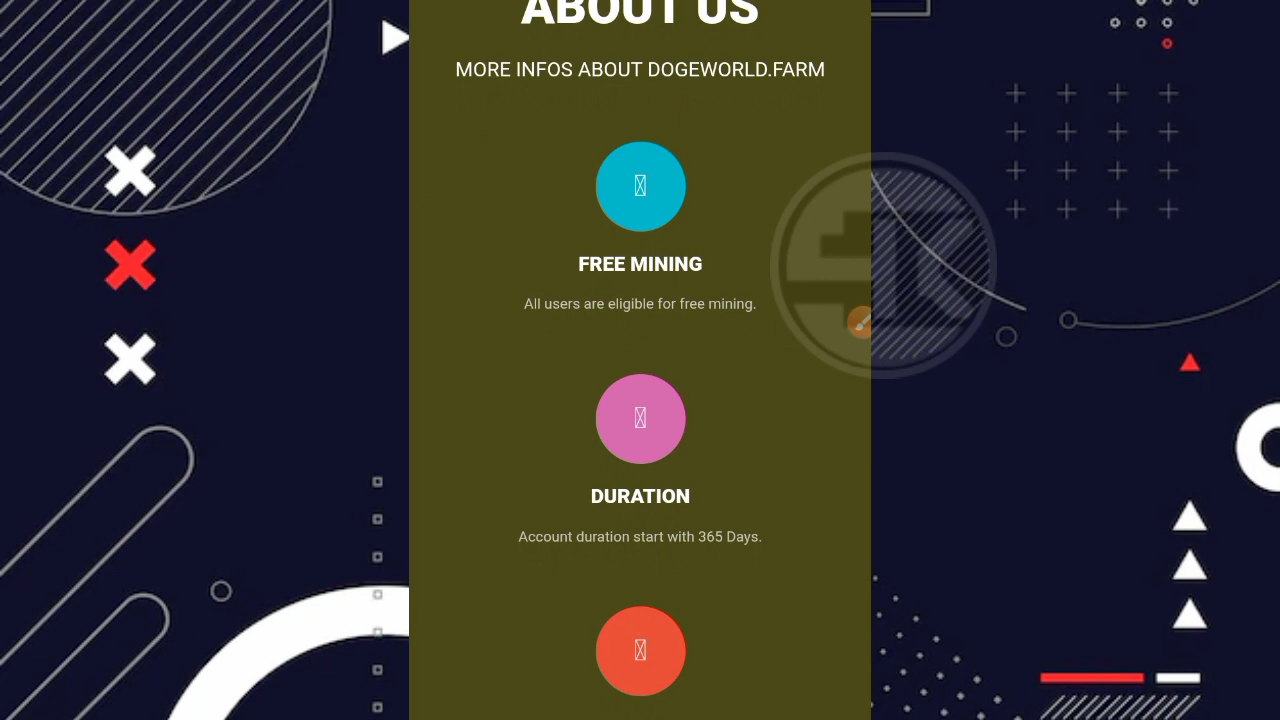 ABOUT US
MORE INFOS ABOUT DOGEWORLD.FARM
FREE MINING
All users are eligible for free mining.
DURATION
Account duration start with 365 Days.